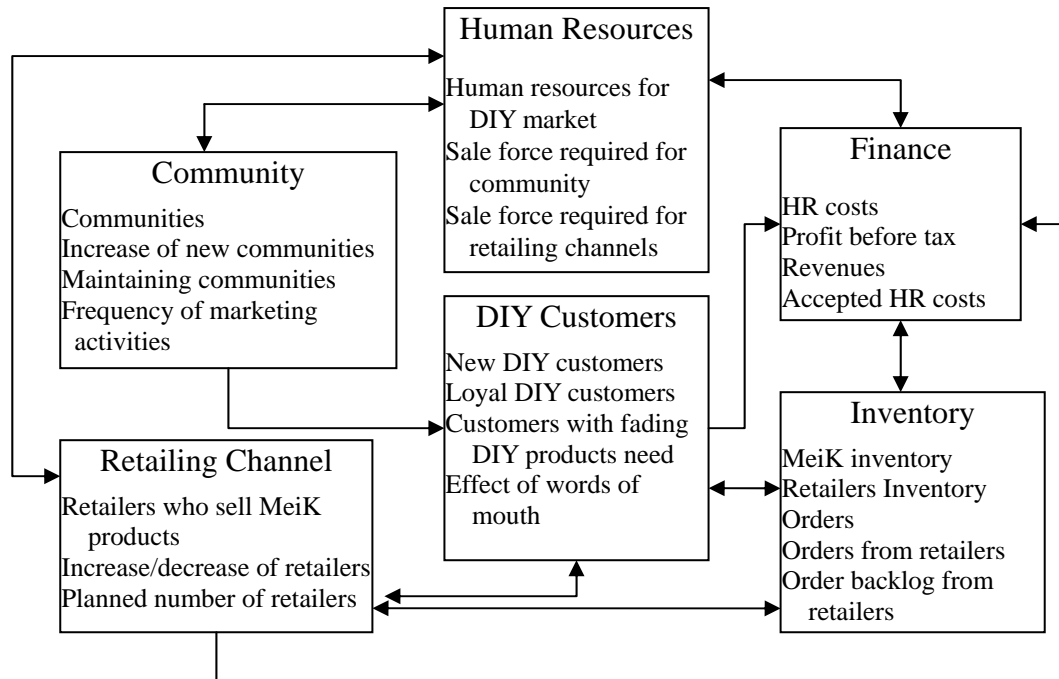 Human Resources
Human resources for
DIY market
Sale force required for
community
Sale force required for
retailing channels
Community
Communities
Increase of new communities
Maintaining communities
Frequency of marketing
activities
Finance
HR costs
Profit before tax
Revenues
Accepted HR costs
DIY Customers
New DIY customers
Loyal DIY customers
Customers with fading
DIY products need
Effect of words of
mouth
Retailing Channel
Retailers who sell MeiK
products
Increase/decrease of retailers
Planned number of retailers
Inventory
MeiK inventory
Retailers Inventory
Orders
Orders from retailers
Order backlog from
retailers